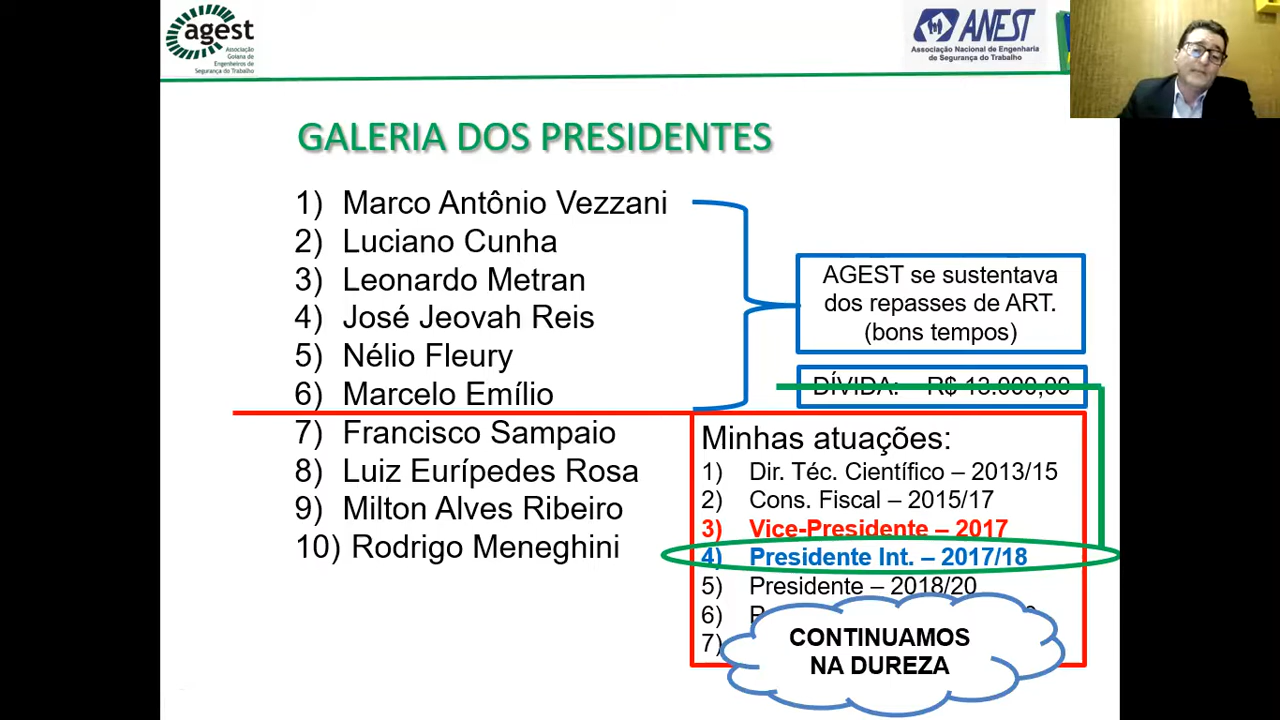 agest
Associação
Goiana de
Engenheiros de
Segurança do Trabalho
ANEST
Associação Nacional de Engenharia
de Segurança do Trabalho
GALERIA DOS PRESIDENTES
1) Marco Antônio Vezzani
2) Luciano Cunha
3) Leonardo Metran
4) José Jeovah Reis
5) Nélio Fleury
6) Marcelo Emílio
7) Francisco Sampaio
8) Luiz Eurípedes Rosa
9) Milton Alves Ribeiro
10) Rodrigo Meneghini
AGEST se sustentava
dos repasses de ART.
(bons tempos)
DÍVIDA: R$ 13.000,00
Minhas atuações:
1) Dir. Téc. Científico – 2013/15
2) Cons. Fiscal – 2015/17
3) Vice-Presidente – 2017
4) Presidente Int. – 2017/18
5) Presidente – 2018/20
6)
7)
CONTINUAMOS
NA DUREZA